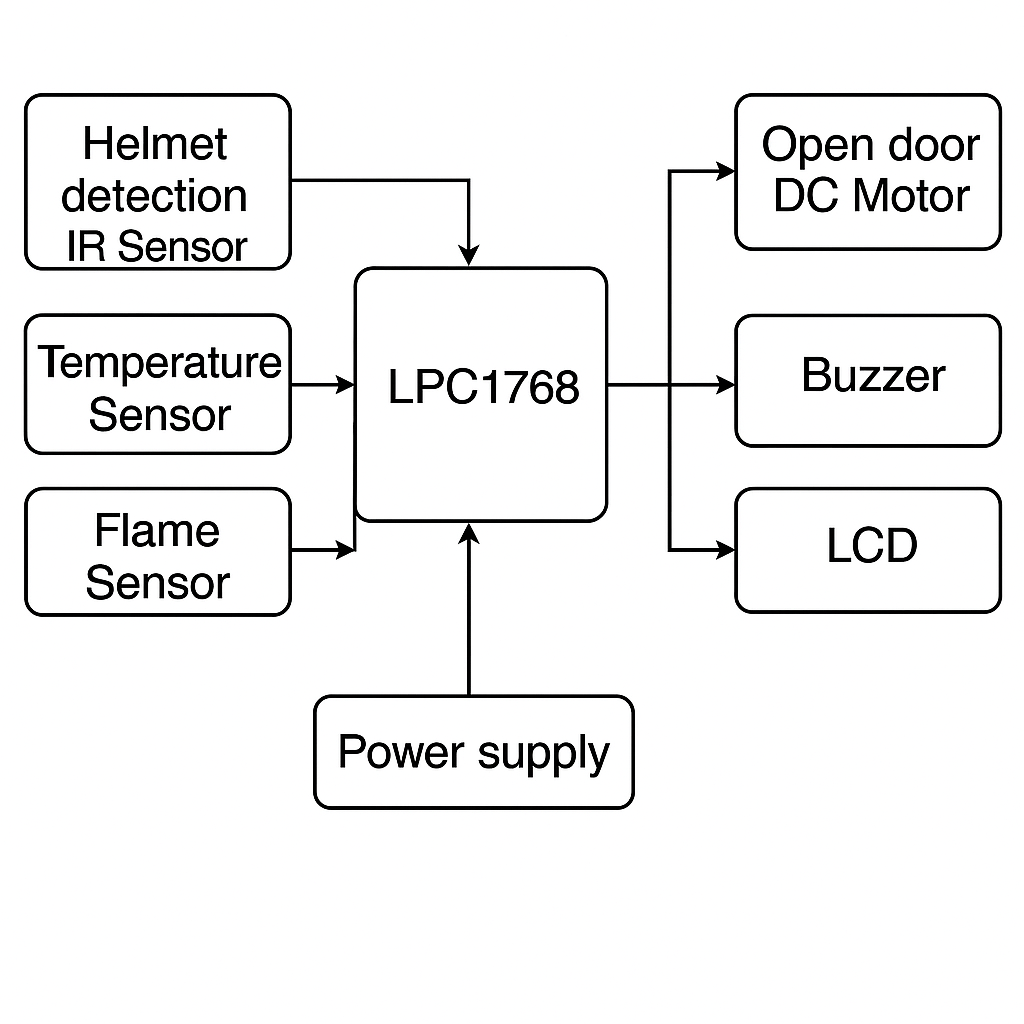 Helmet
detection
IR Sensor
Temperature
Sensor
Flame
Sensor
LPC1768
Power supply
Open door
DC Motor
Buzzer
LCD